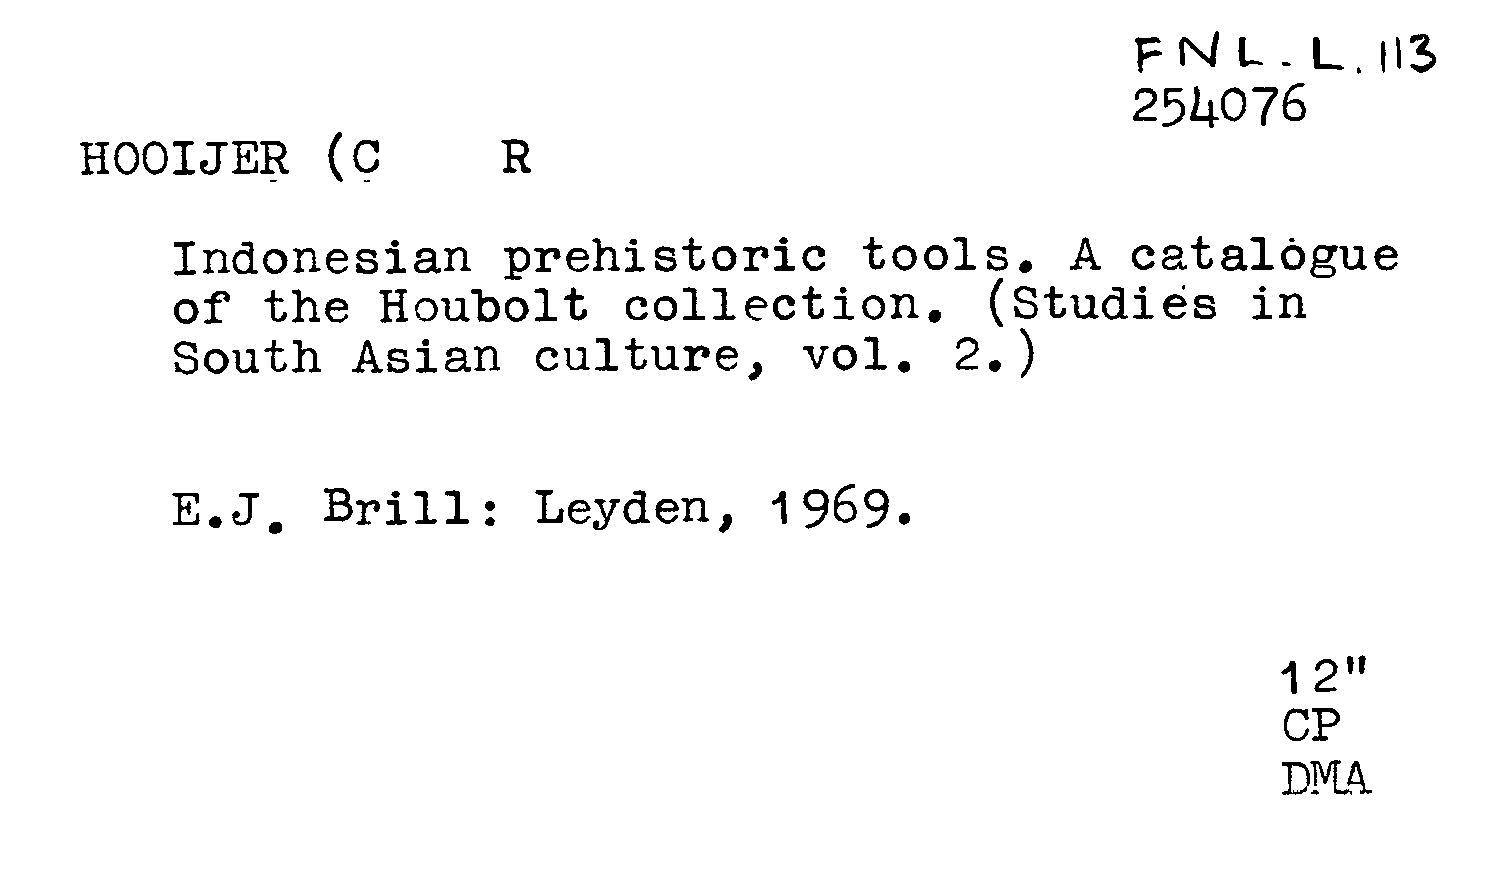 FNL.L.113
254076
HOOIJER (C R
Indonesian prehistoric tools. A catalogue
of the Houbolt collection. (Studies in
South Asian culture, vol. 2.)
E.J. Brill: Leyden, 1969.
12"
CP
DMA